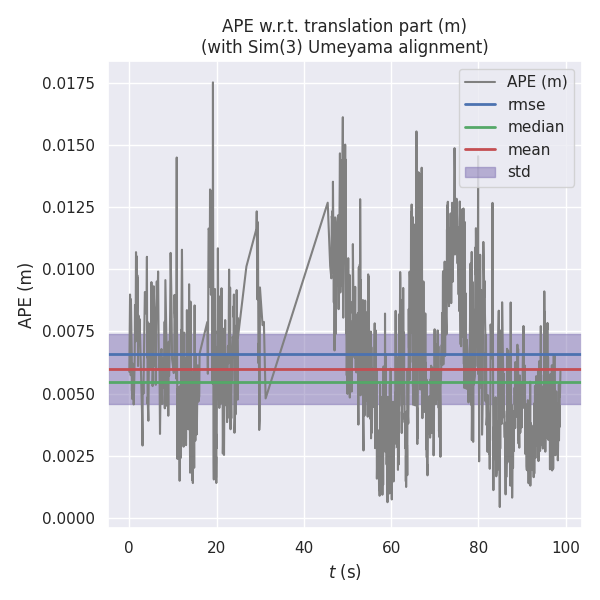 APE w.r.t. translation part (m)
(with Sim(3) Umeyama alignment)
APE (m)
rmse
median
mean
std
APE (m)
0.0175
0.0150
0.0125
0.0100
0.0075
0.0050
0.0025
0.0000
0
20
40
60
80
100
t (s)